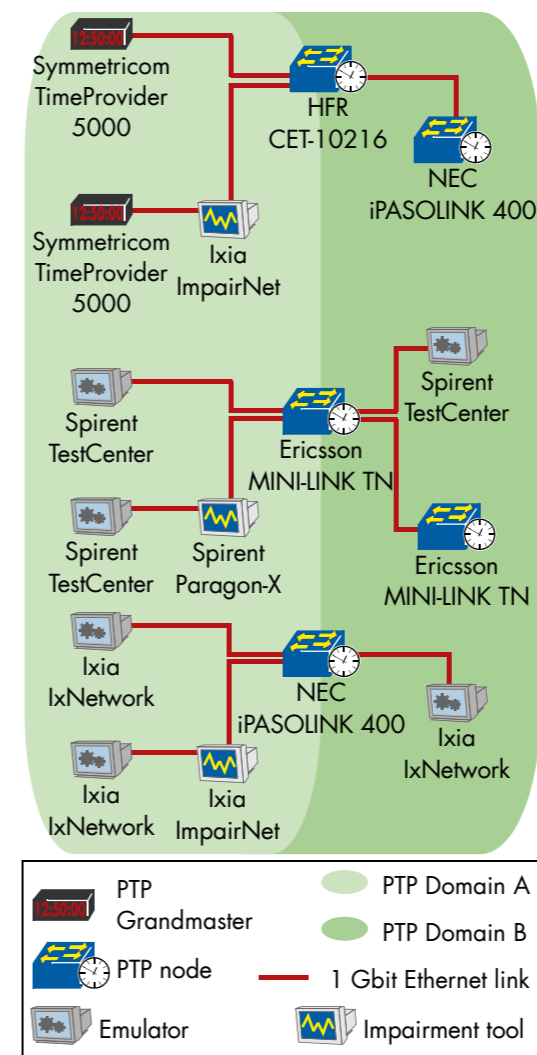 12:50:00
Symmetricom
TimeProvider
5000
HFR
CET-10216
NEC
iPASOLINK 400
12:50:00
Symmetricom
TimeProvider
5000
Ixia
ImpairNet
Spirent
TestCenter
Spirent
TestCenter
Ericsson
MINI-LINK TN
Spirent
TestCenter
Spirent
Paragon-X
Ericsson
MINI-LINK TN
Ixia
IxNetwork
NEC
iPASOLINK 400
Ixia
IxNetwork
Ixia
IxNetwork
Ixia
ImpairNet
12:50:00
PTP
Grandmaster
PTP Domain A
PTP Domain B
PTP node
1 Gbit Ethernet link
Emulator
Impairment tool